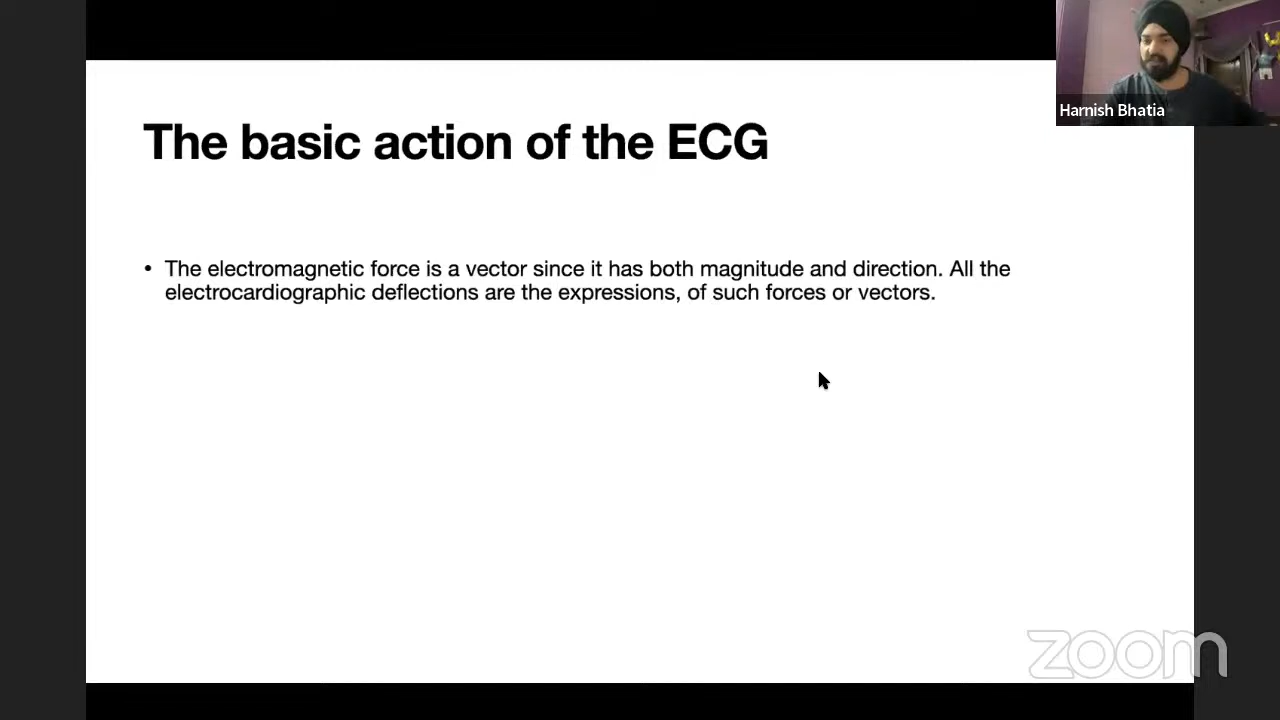 Harnish Bhatia
The basic action of the ECG
• The electromagnetic force is a vector since it has both magnitude and direction. All the
electrocardiographic deflections are the expressions, of such forces or vectors.
zoom